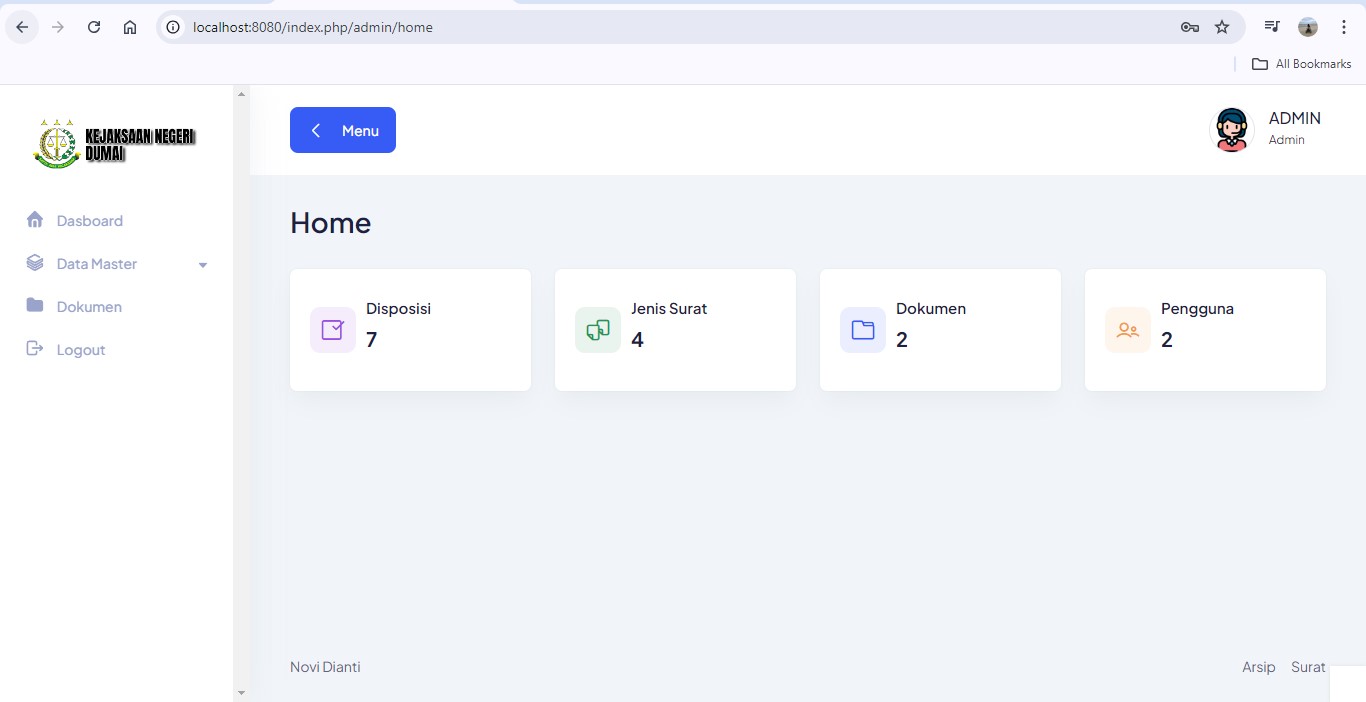 localhost:8080/index.php/admin/home
All Bookmarks
KEJAKSAAN NEGERI
DUMAI
Menu
ADMIN
Admin
Dasboard
Data Master
Dokumen
Logout
Home
Disposisi
7
Jenis Surat
4
Dokumen
2
Pengguna
2
Novi Dianti
Arsip
Surat